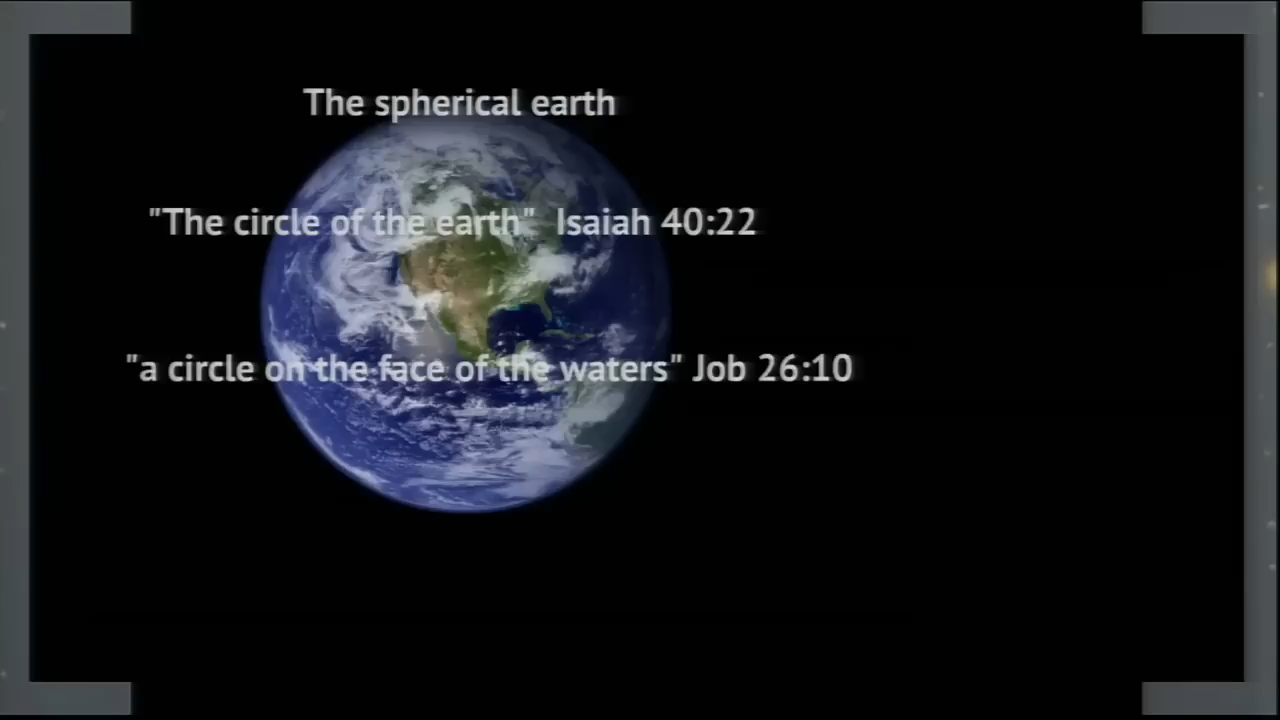 The spherical earth
"The circle of the earth" Isaiah 40:22
"a circle on the face of the waters" Job 26:10